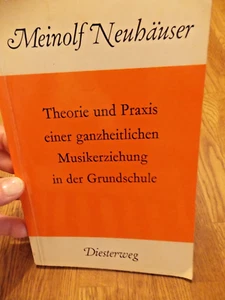 Meinolf Neuhäuser
Theorie und Praxis
einer ganzheitlichen
Musikerziehung
in der Grundschule
Diesterweg